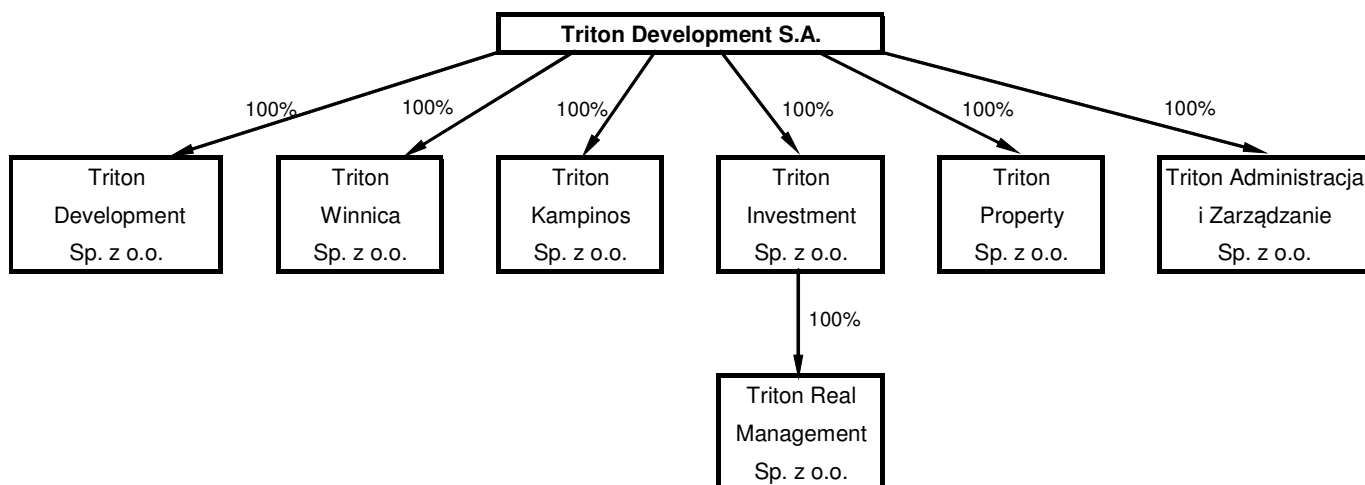 Triton Development S.A.
100%
100%
100%
100%
100%
100%
Triton
Development
Sp. z o.o.
Triton
Winnica
Sp. z o.o.
Triton
Kampinos
Sp. z o.o.
Triton
Investment
Sp. z o.o.
Triton
Property
Sp. z o.o.
Triton Administracja
i Zarządzanie
Sp. z o.o.
100%
Triton Real
Management
Sp. z o.o.